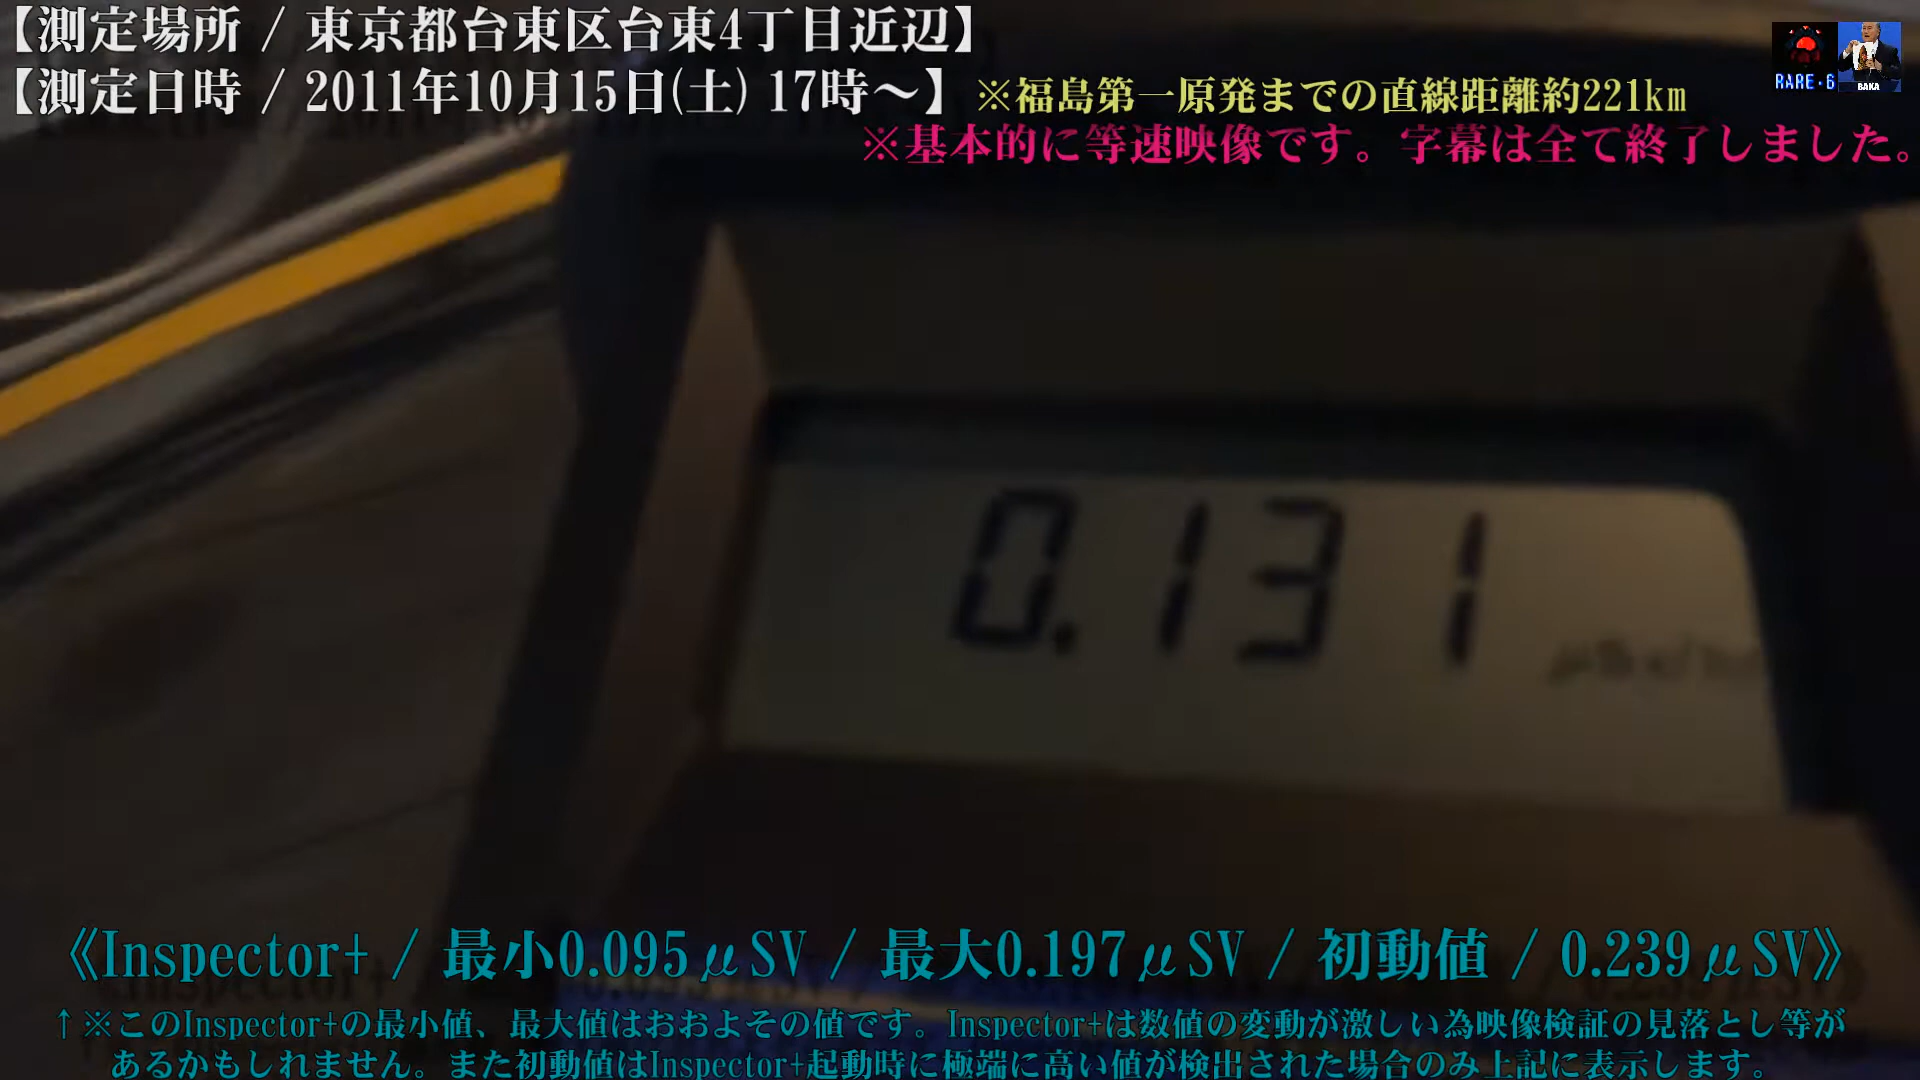 【測定場所 / 東京都台東区台東4丁目近辺】
【測定日時 / 2011年10月15日(土) 17時～】
※福島第一原発までの直線距離約221km
RARE・6
BAKA
※基本的に等速映像です。字幕は全て終了しました。
0.131
《Inspector+ / 最小0.095μSV / 最大0.197μSV / 初動値 / 0.239μSV》
↑※このInspector+の最小値、最大値はおおよその値です。Inspector+は数値の変動が激しい為映像検証の見落とし等が
あるかもしれません。また初動値はInspector+起動時に極端に高い値が検出された場合のみ上記に表示します。